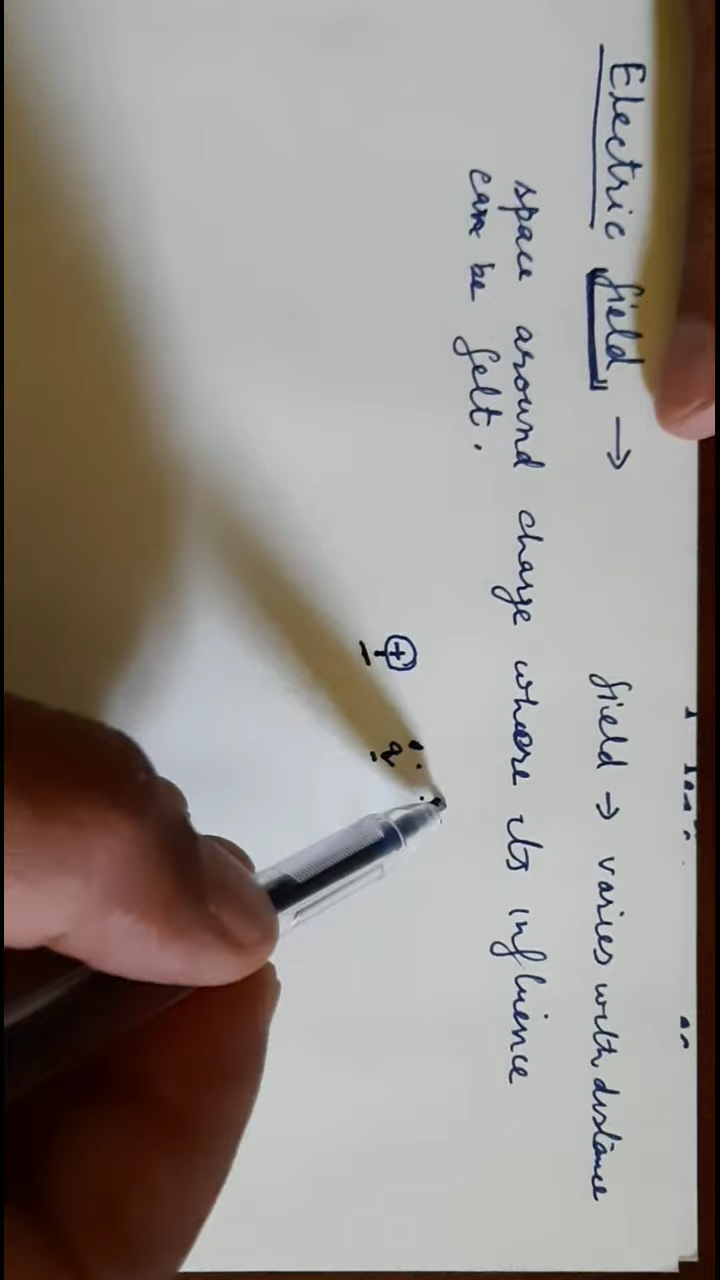 Electric field → field → varies with distance
space around charge where its influence
can be felt.
+ q